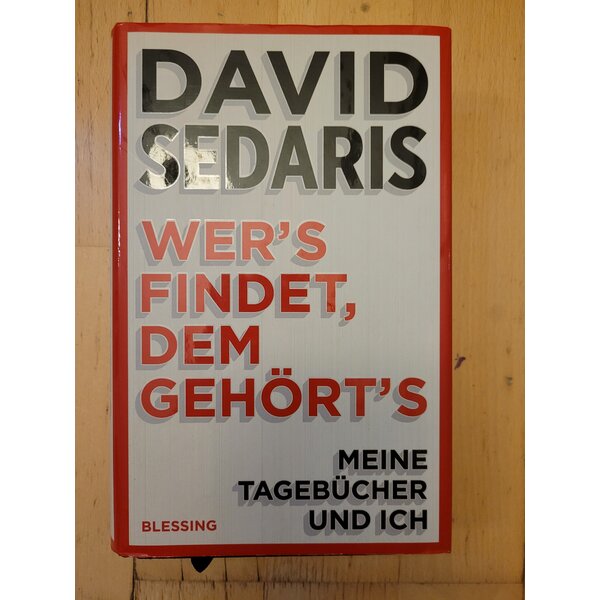 DAVID
SEDARIS
WER'S
FINDET,
DEM
GEHÖRT'S
MEINE
TAGEBÜCHER
UND ICH
BLESSING